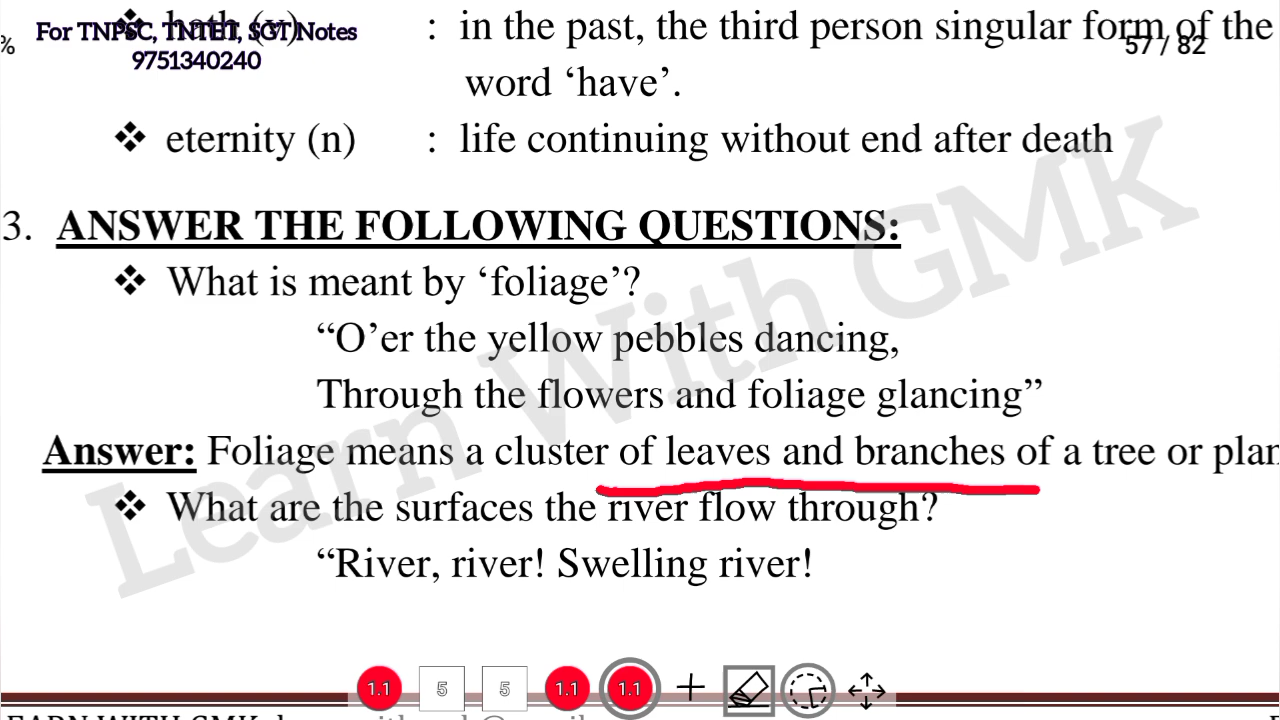 ❖ hath (v) : in the past, the third person singular form of the
For TNPSC, TNTET, SGT Notes
%
57 / 82
9751340240
word ‘have’.
❖ eternity (n) : life continuing without end after death
3. ANSWER THE FOLLOWING QUESTIONS:
❖ What is meant by ‘foliage’?
“O’er the yellow pebbles dancing,
Through the flowers and foliage glancing”
Answer: Foliage means a cluster of leaves and branches of a tree or plan
❖ What are the surfaces the river flow through?
“River, river! Swelling river!
Learn With GMK
1.1 5 5 1.1 1.1